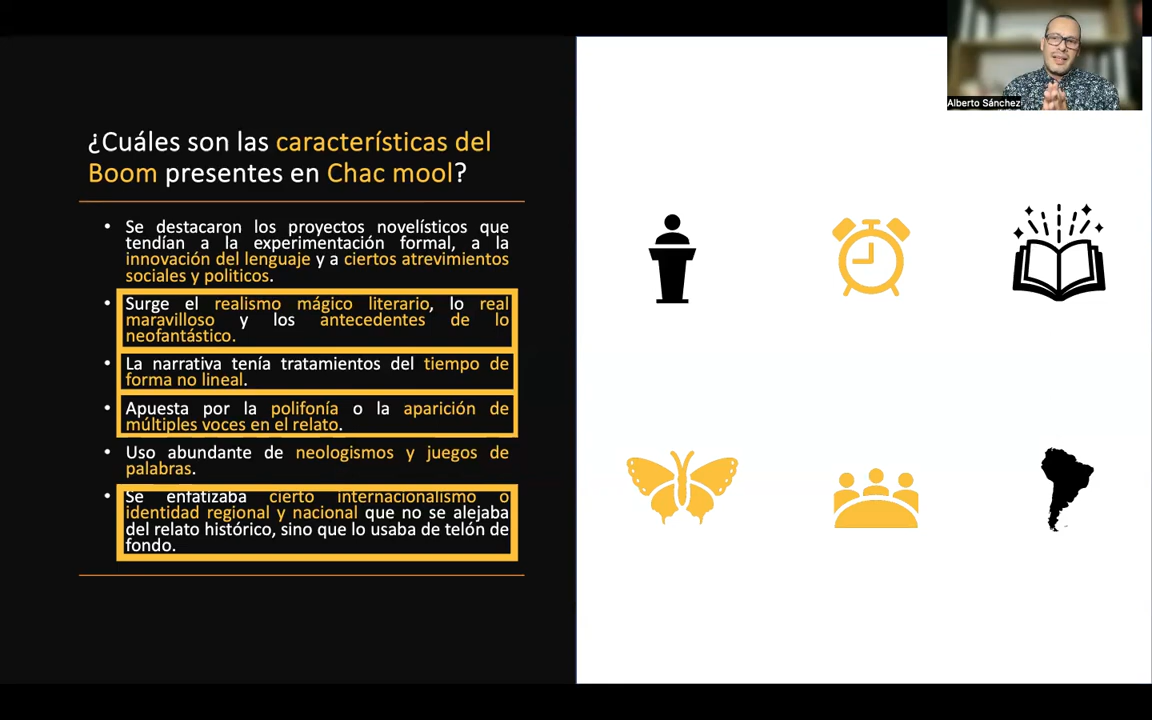 Alberto Sánchez
¿Cuáles son las características del
Boom presentes en Chac mool?
• Se destacaron los proyectos novelísticos que
tendían a la experimentación formal, a la
innovación del lenguaje y a ciertos atrevimientos
sociales y politicos.
• Surge el realismo mágico literario, lo real
maravilloso y los antecedentes de lo
neofantástico.
• La narrativa tenía tratamientos del tiempo de
forma no lineal.
• Apuesta por la polifonía o la aparición de
múltiples voces en el relato.
• Uso abundante de neologismos y juegos de
palabras.
• Se enfatizaba cierto internacionalismo o
identidad regional y nacional que no se alejaba
del relato histórico, sino que lo usaba de telón de
fondo.